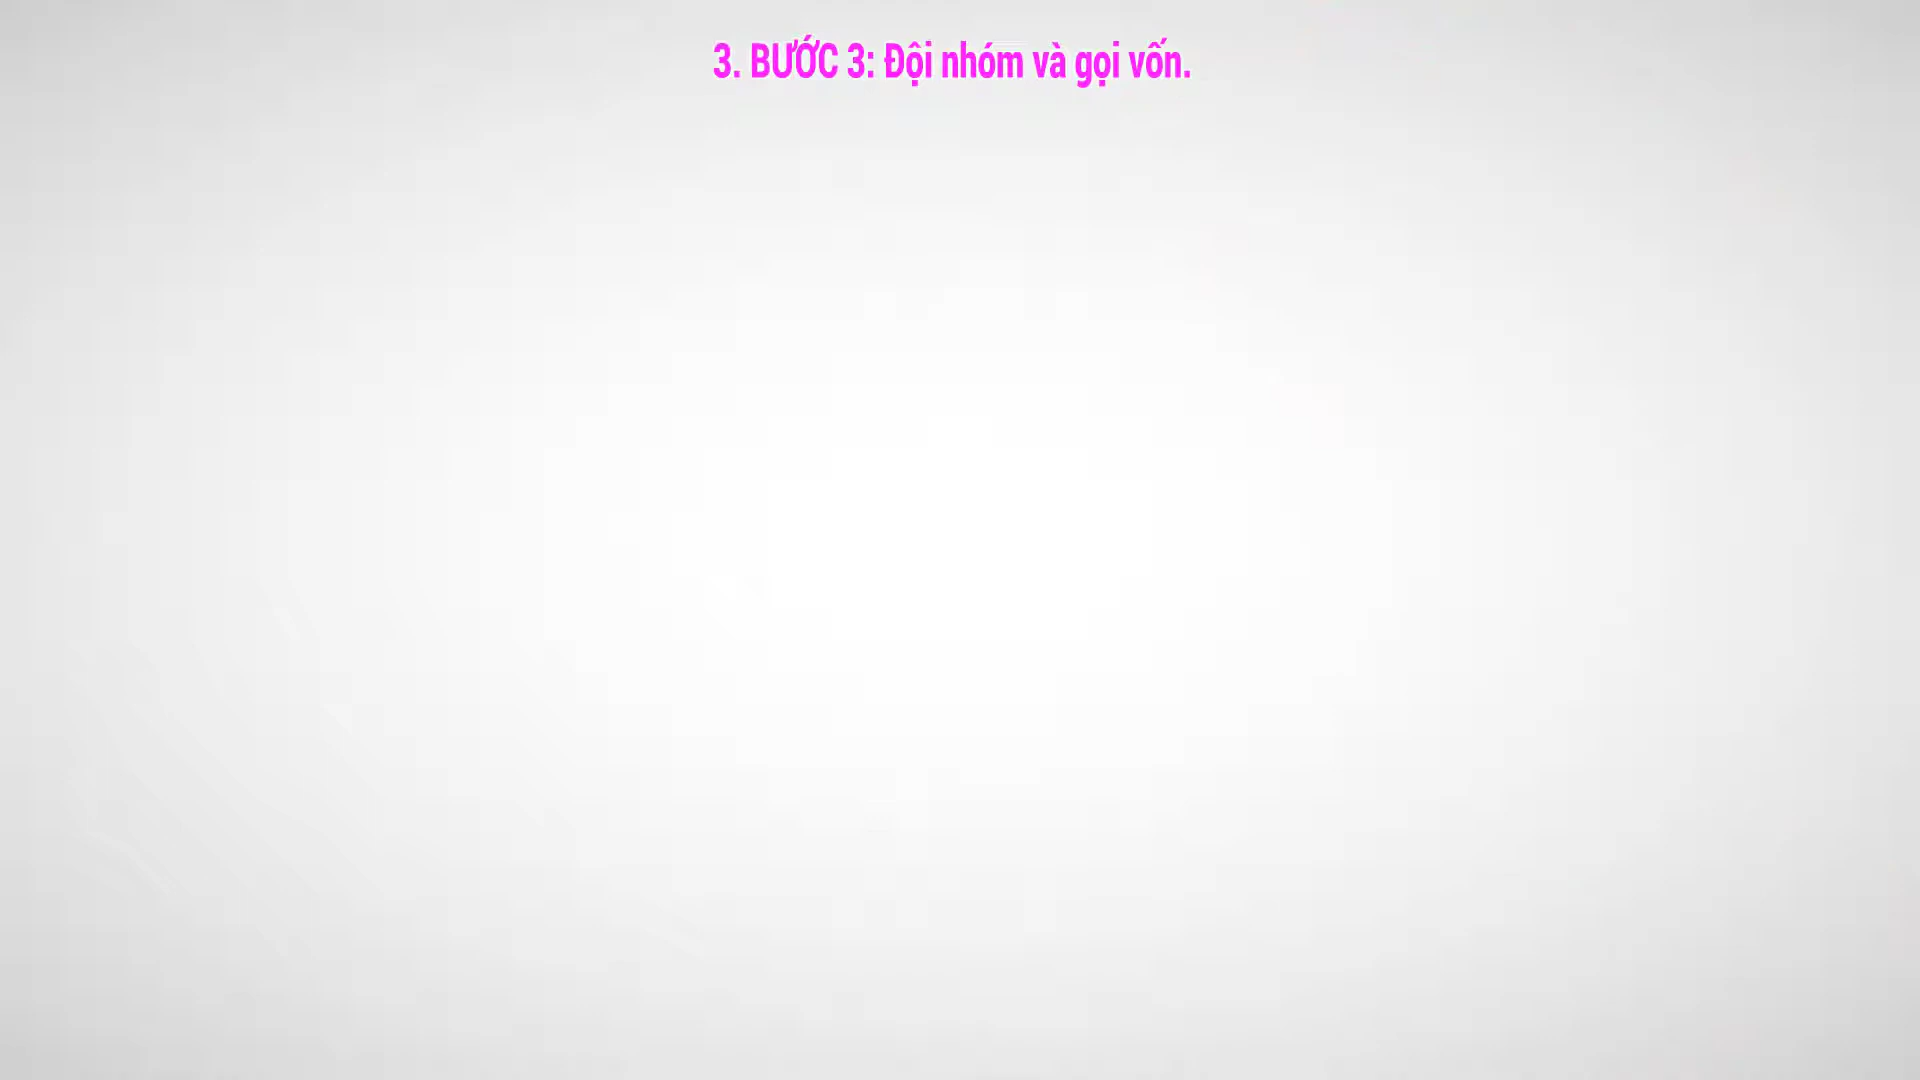 3. BƯỚC 3: Đội nhóm và gọi vốn.